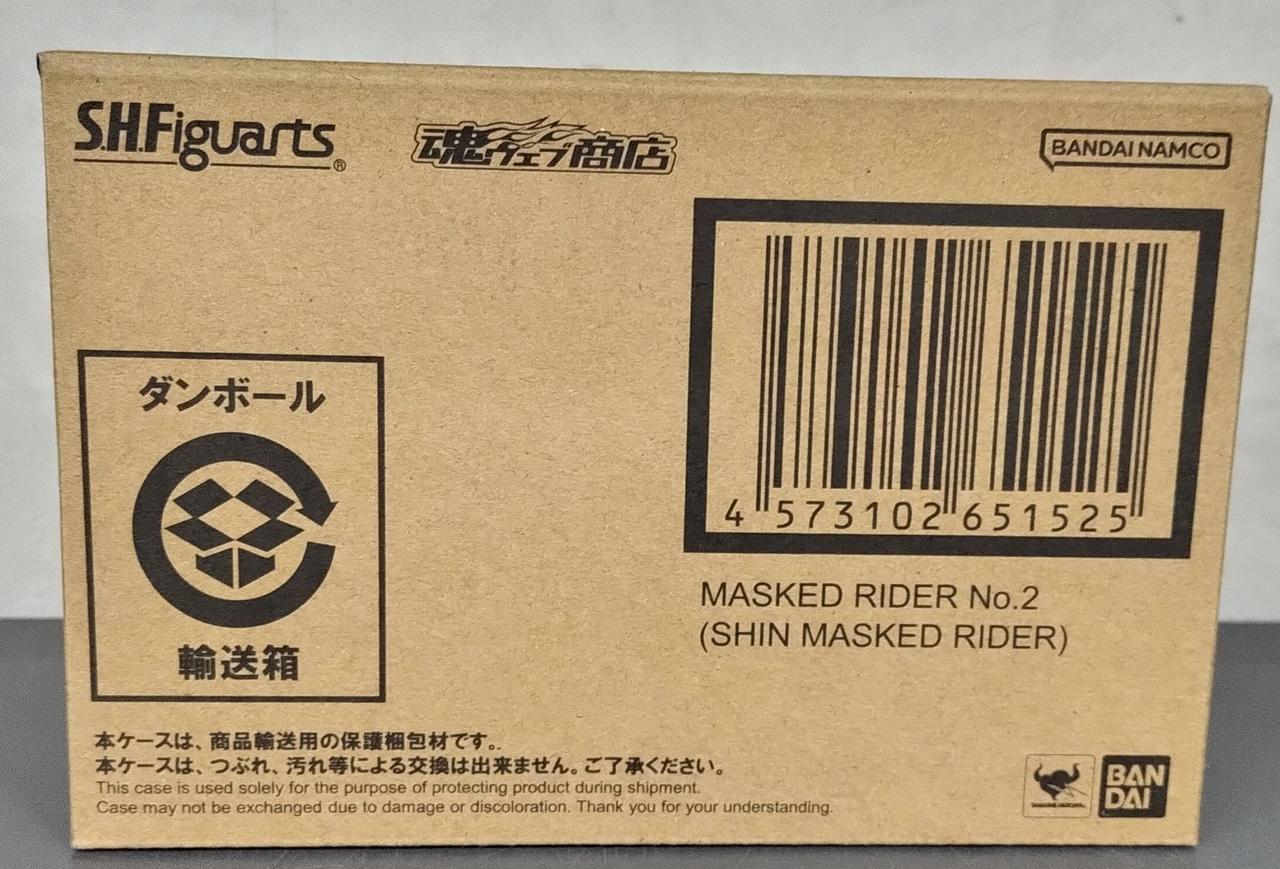 S.H.Figuarts®
魂ウェブ商店
BANDAI NAMCO
4 573102 651525
MASKED RIDER No.2
(SHIN MASKED RIDER)
ダンボール
輸送箱
本ケースは、商品輸送用の保護梱包材です。
本ケースは、つぶれ、汚れ等による交換は出来ません。ご了承ください。
This case is used solely for the purpose of protecting product during shipment.
Case may not be exchanged due to damage or discoloration. Thank you for your understanding.
BAN
DAI